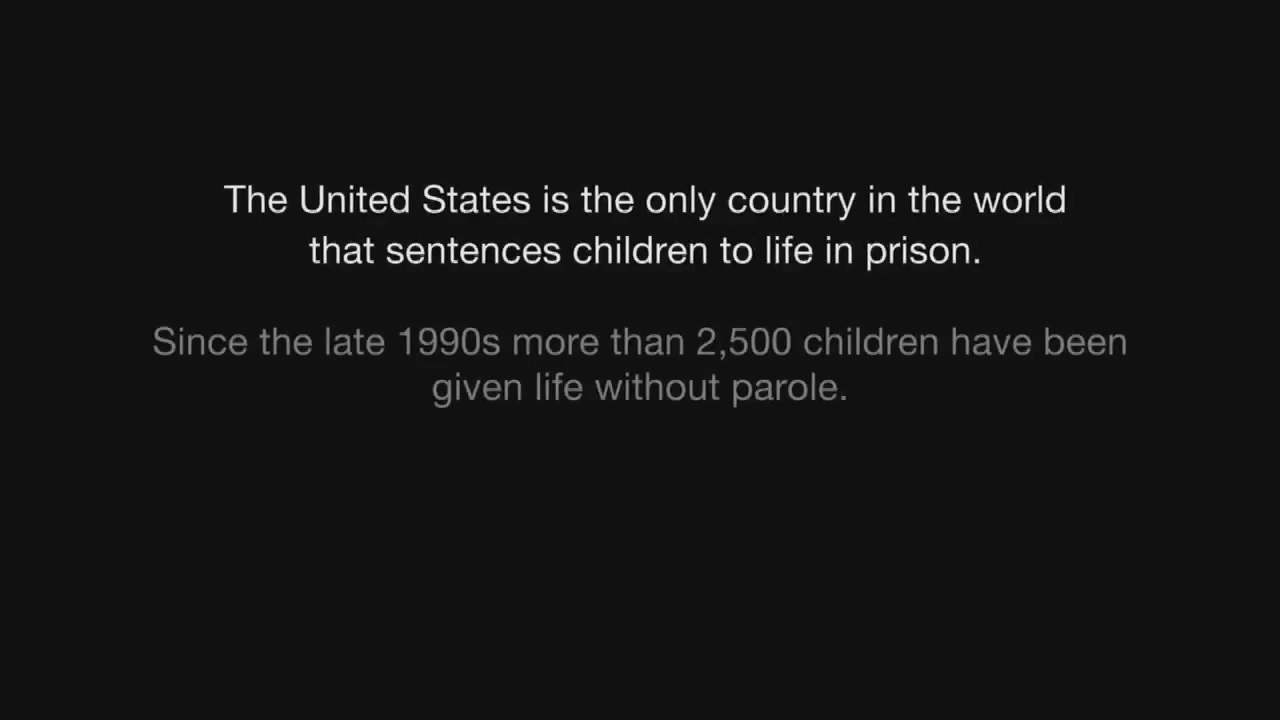 The United States is the only country in the world
that sentences children to life in prison.
Since the late 1990s more than 2,500 children have been
given life without parole.